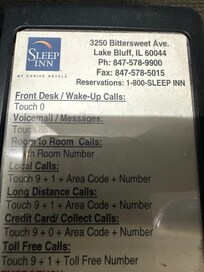 SLEEP
INN
BY CHOICE HOTELS
3250 Bittersweet Ave.
Lake Bluff, IL 60044
Ph: 847-578-9900
Fax: 847-578-5015
Reservations: 1-800-SLEEP INN
Front Desk / Wake-Up Calls:
Touch 0
Voicemail / Messages:
Touch
Room to Room Calls:
Room Number
Local Calls:
Touch 9 + 1 + Area Code + Number
Long Distance Calls:
Touch 9 + 1 + Area Code + Number
Credit Card/ Collect Calls:
Touch 9 + 0 + Area Code + Number
Toll Free Calls:
Touch 9 + 1 + Toll Free Number